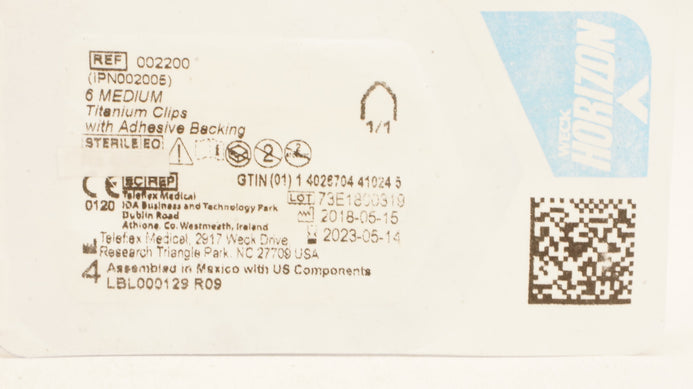 REF 002200
(IPN002005)
6 MEDIUM
Titanium Clips
with Adhesive Backing
1/1
STERILE EO
WECK
HORIZON
GTIN (01) 1 4026704 41024 5
CE
0120
EC REP
Teleflex Medical
IDA Business and Technology Park
Dublin Road
Athlone, Co. Westmeath, Ireland
LOT 73E1800319
2018-05-15
2023-05-14
Teleflex Medical, 2917 Weck Drive
Research Triangle Park, NC 27709 USA
4 Assembled in Mexico with US Components
LBL000129 R09